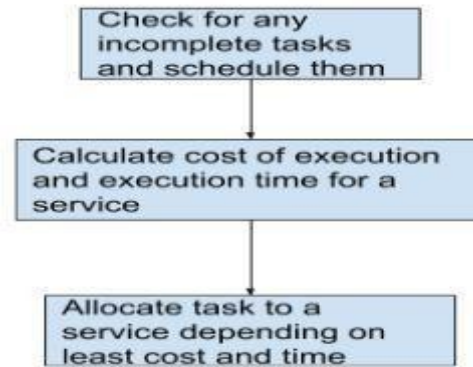 Check for any
incomplete tasks
and schedule them
Calculate cost of execution
and execution time for a
service
Allocate task to a
service depending on
least cost and time